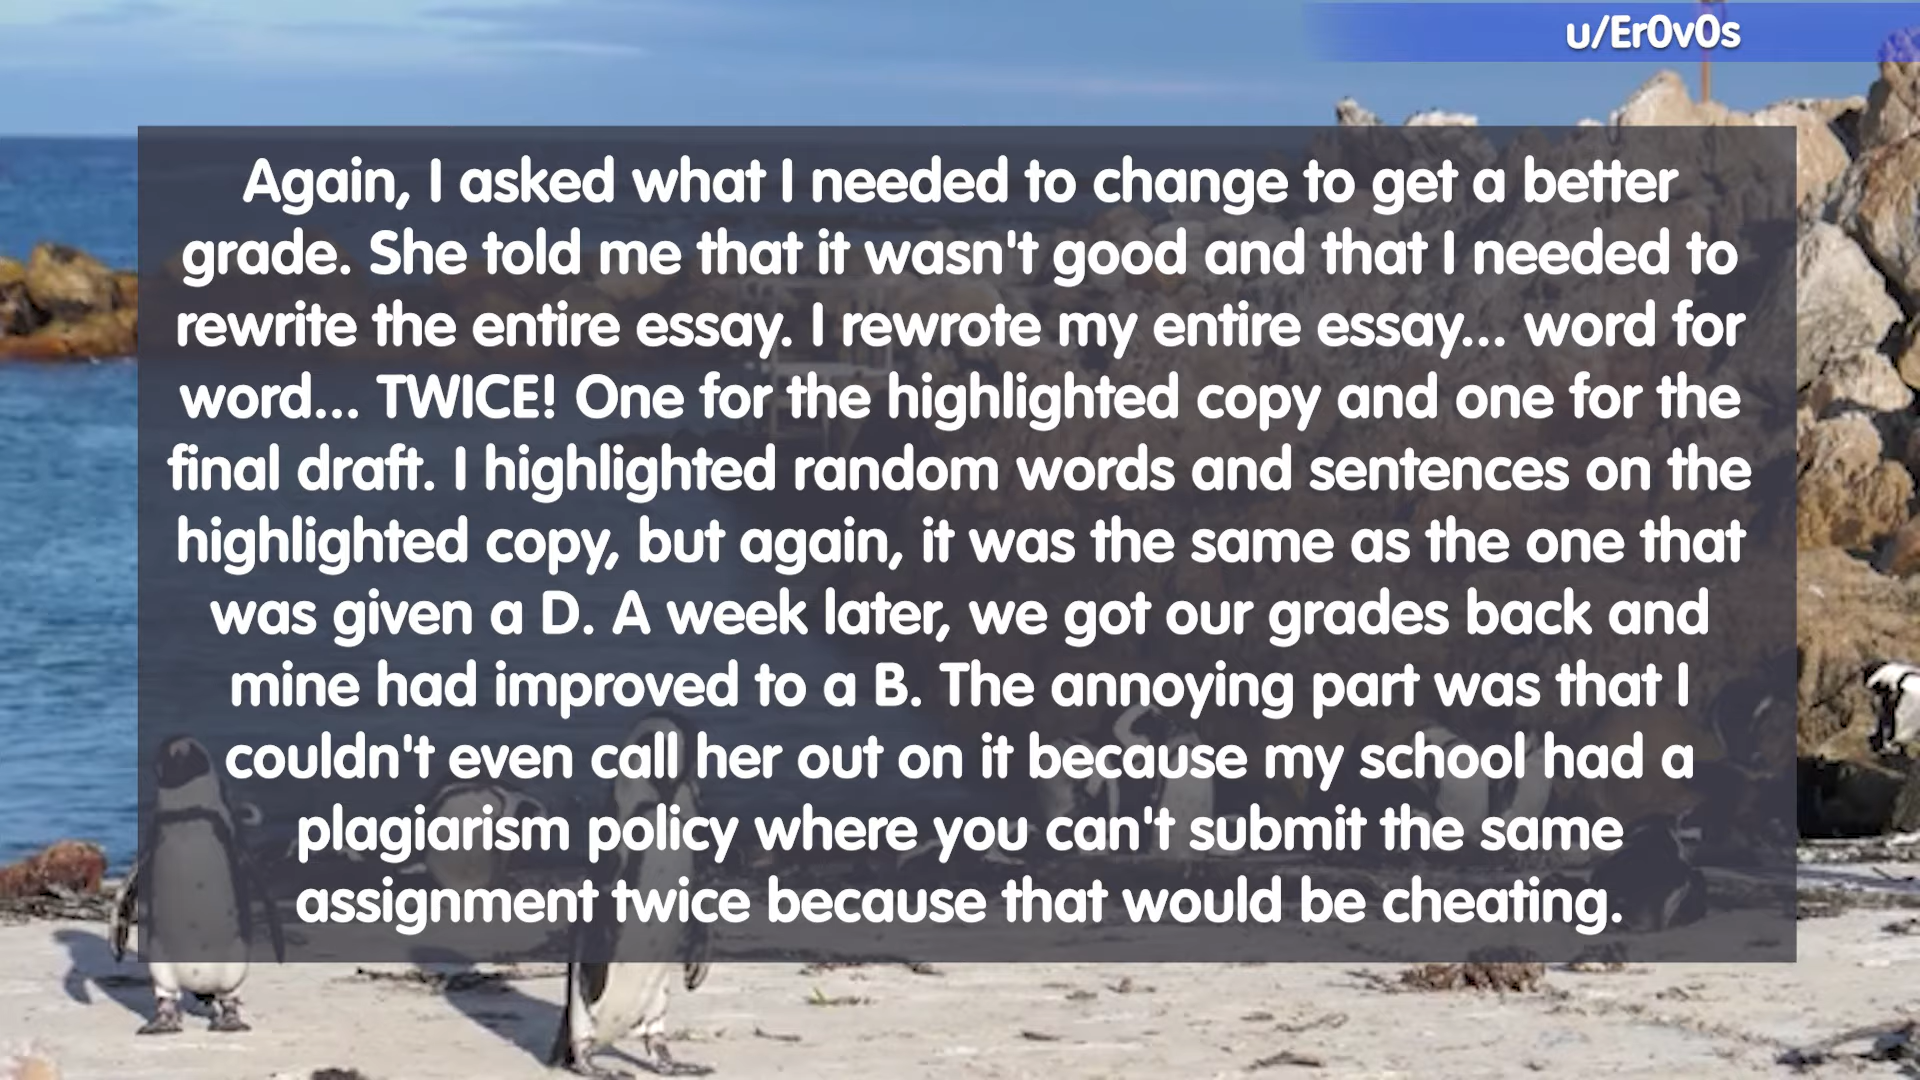 u/Er0v0s
Again, I asked what I needed to change to get a better
grade. She told me that it wasn't good and that I needed to
rewrite the entire essay. I rewrote my entire essay... word for
word... TWICE! One for the highlighted copy and one for the
final draft. I highlighted random words and sentences on the
highlighted copy, but again, it was the same as the one that
was given a D. A week later, we got our grades back and
mine had improved to a B. The annoying part was that I
couldn't even call her out on it because my school had a
plagiarism policy where you can't submit the same
assignment twice because that would be cheating.